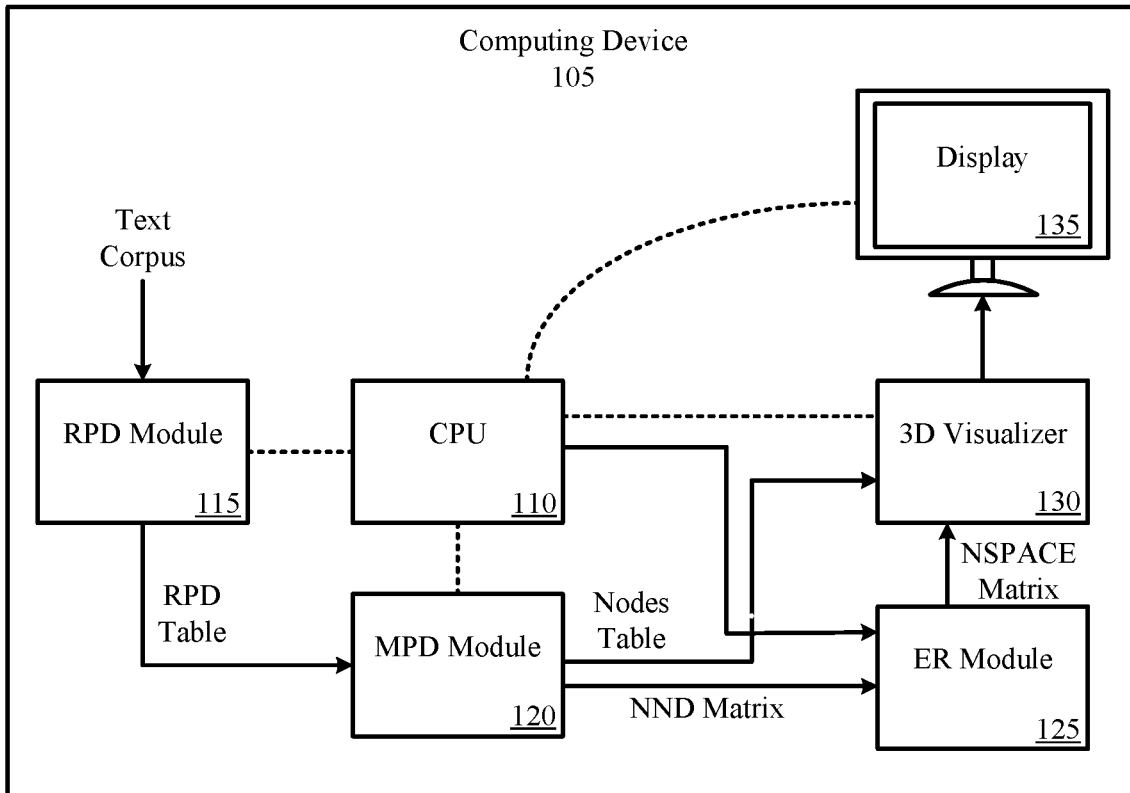 Computing Device
105
Display
135
Text
Corpus
RPD Module
115
CPU
110
3D Visualizer
130
RPD
Table
MPD Module
120
Nodes
Table
NND Matrix
NSPACE
Matrix
ER Module
125